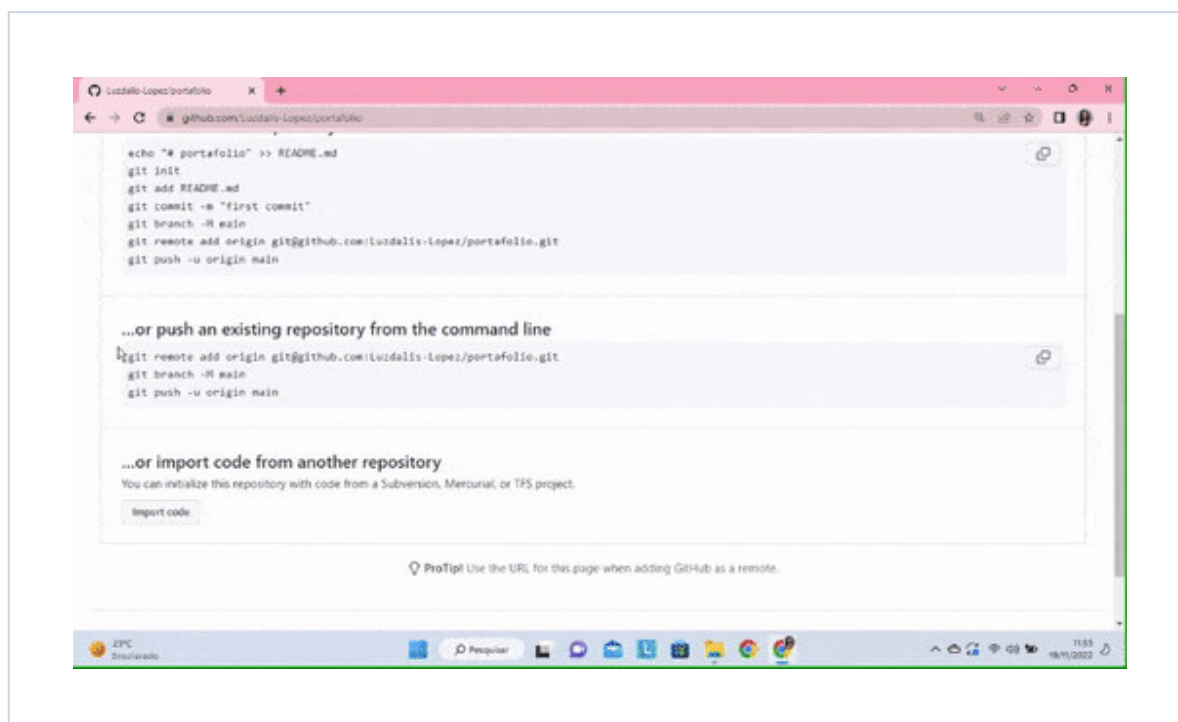 Luzdalis-Lopez/portafolio
github.com/Luzdalis-Lopez/portafolio
echo "# portafolio" >> README.md
git init
git add README.md
git commit -m "first commit"
git branch -M main
git remote add origin git@github.com:Luzdalis-Lopez/portafolio.git
git push -u origin main
...or push an existing repository from the command line
git remote add origin git@github.com:Luzdalis-Lopez/portafolio.git
git branch -M main
git push -u origin main
...or import code from another repository
You can initialize this repository with code from a Subversion, Mercurial, or TFS project.
Import code
ProTip! Use the URL for this page when adding GitHub as a remote.
23°C
Ensolarado
Pesquisar
11:53
19/11/2022